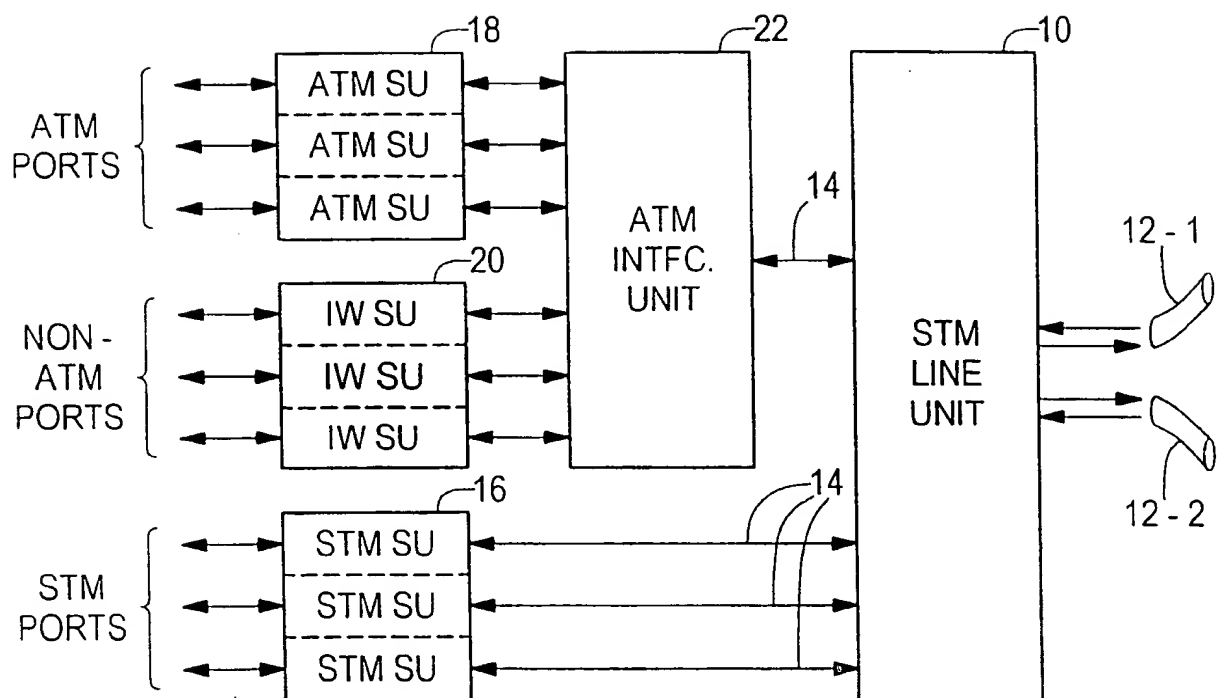 18
22
10
ATM
PORTS
ATM SU
ATM SU
ATM SU
20
NON-
ATM
PORTS
IW SU
IW SU
IW SU
ATM
INTFC.
UNIT
14
STM
LINE
UNIT
12-1
12-2
16
14
STM
PORTS
STM SU
STM SU
STM SU